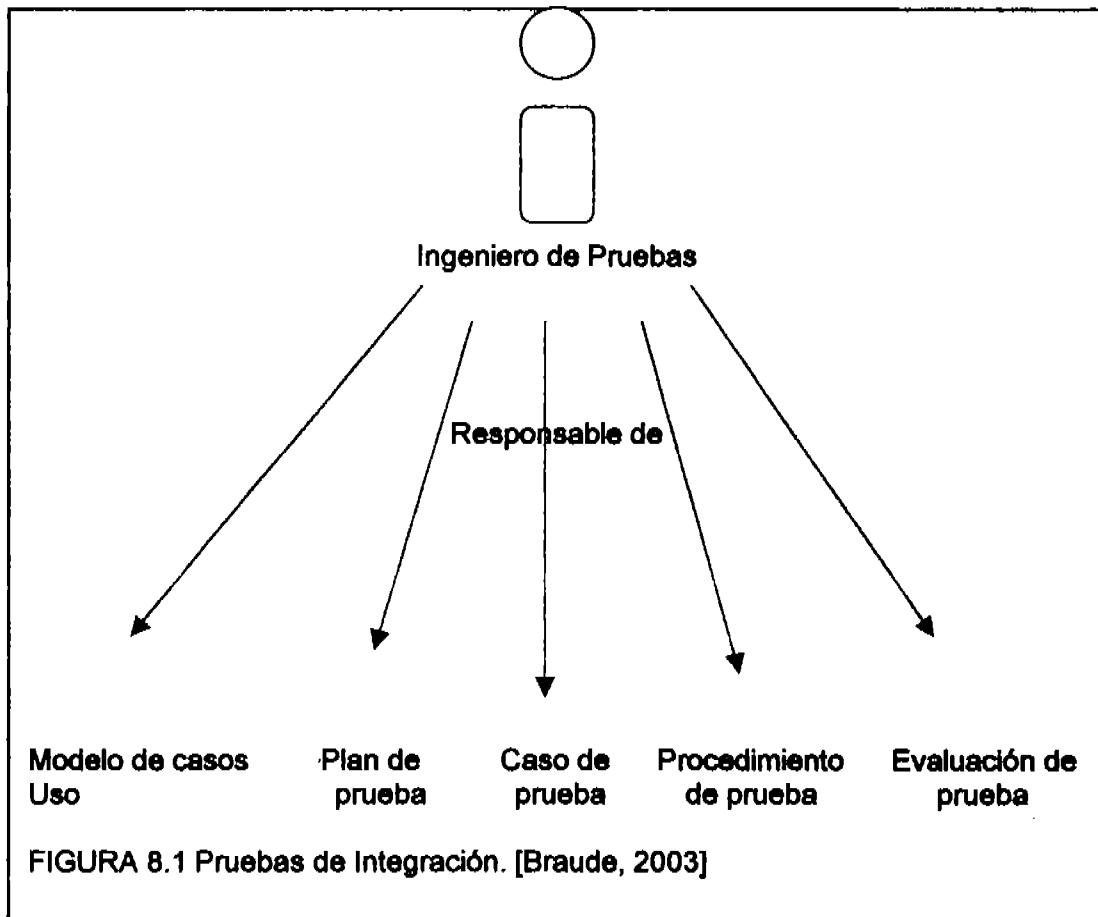 Ingeniero de Pruebas
Responsable de
Modelo de casos
Uso
Plan de
prueba
Caso de
prueba
Procedimiento
de prueba
Evaluación de
prueba
FIGURA 8.1 Pruebas de Integración. [Braude, 2003]